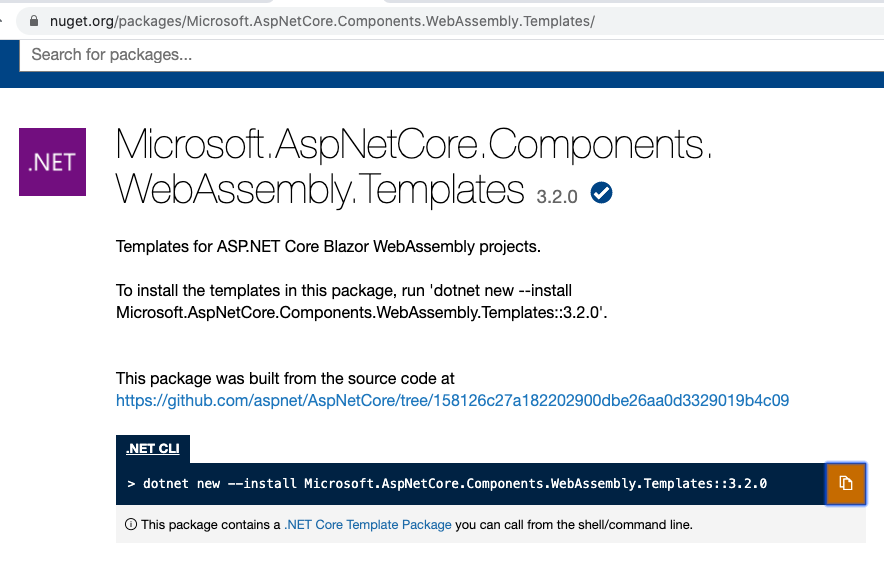 nuget.org/packages/Microsoft.AspNetCore.Components.WebAssembly.Templates/
Search for packages...
.NET
Microsoft.AspNetCore.Components.
WebAssembly.Templates 3.2.0
Templates for ASP.NET Core Blazor WebAssembly projects.
To install the templates in this package, run 'dotnet new --install
Microsoft.AspNetCore.Components.WebAssembly.Templates::3.2.0'.
This package was built from the source code at
https://github.com/aspnet/AspNetCore/tree/158126c27a182202900dbe26aa0d3329019b4c09
.NET CLI
> dotnet new --install Microsoft.AspNetCore.Components.WebAssembly.Templates::3.2.0
This package contains a .NET Core Template Package you can call from the shell/command line.